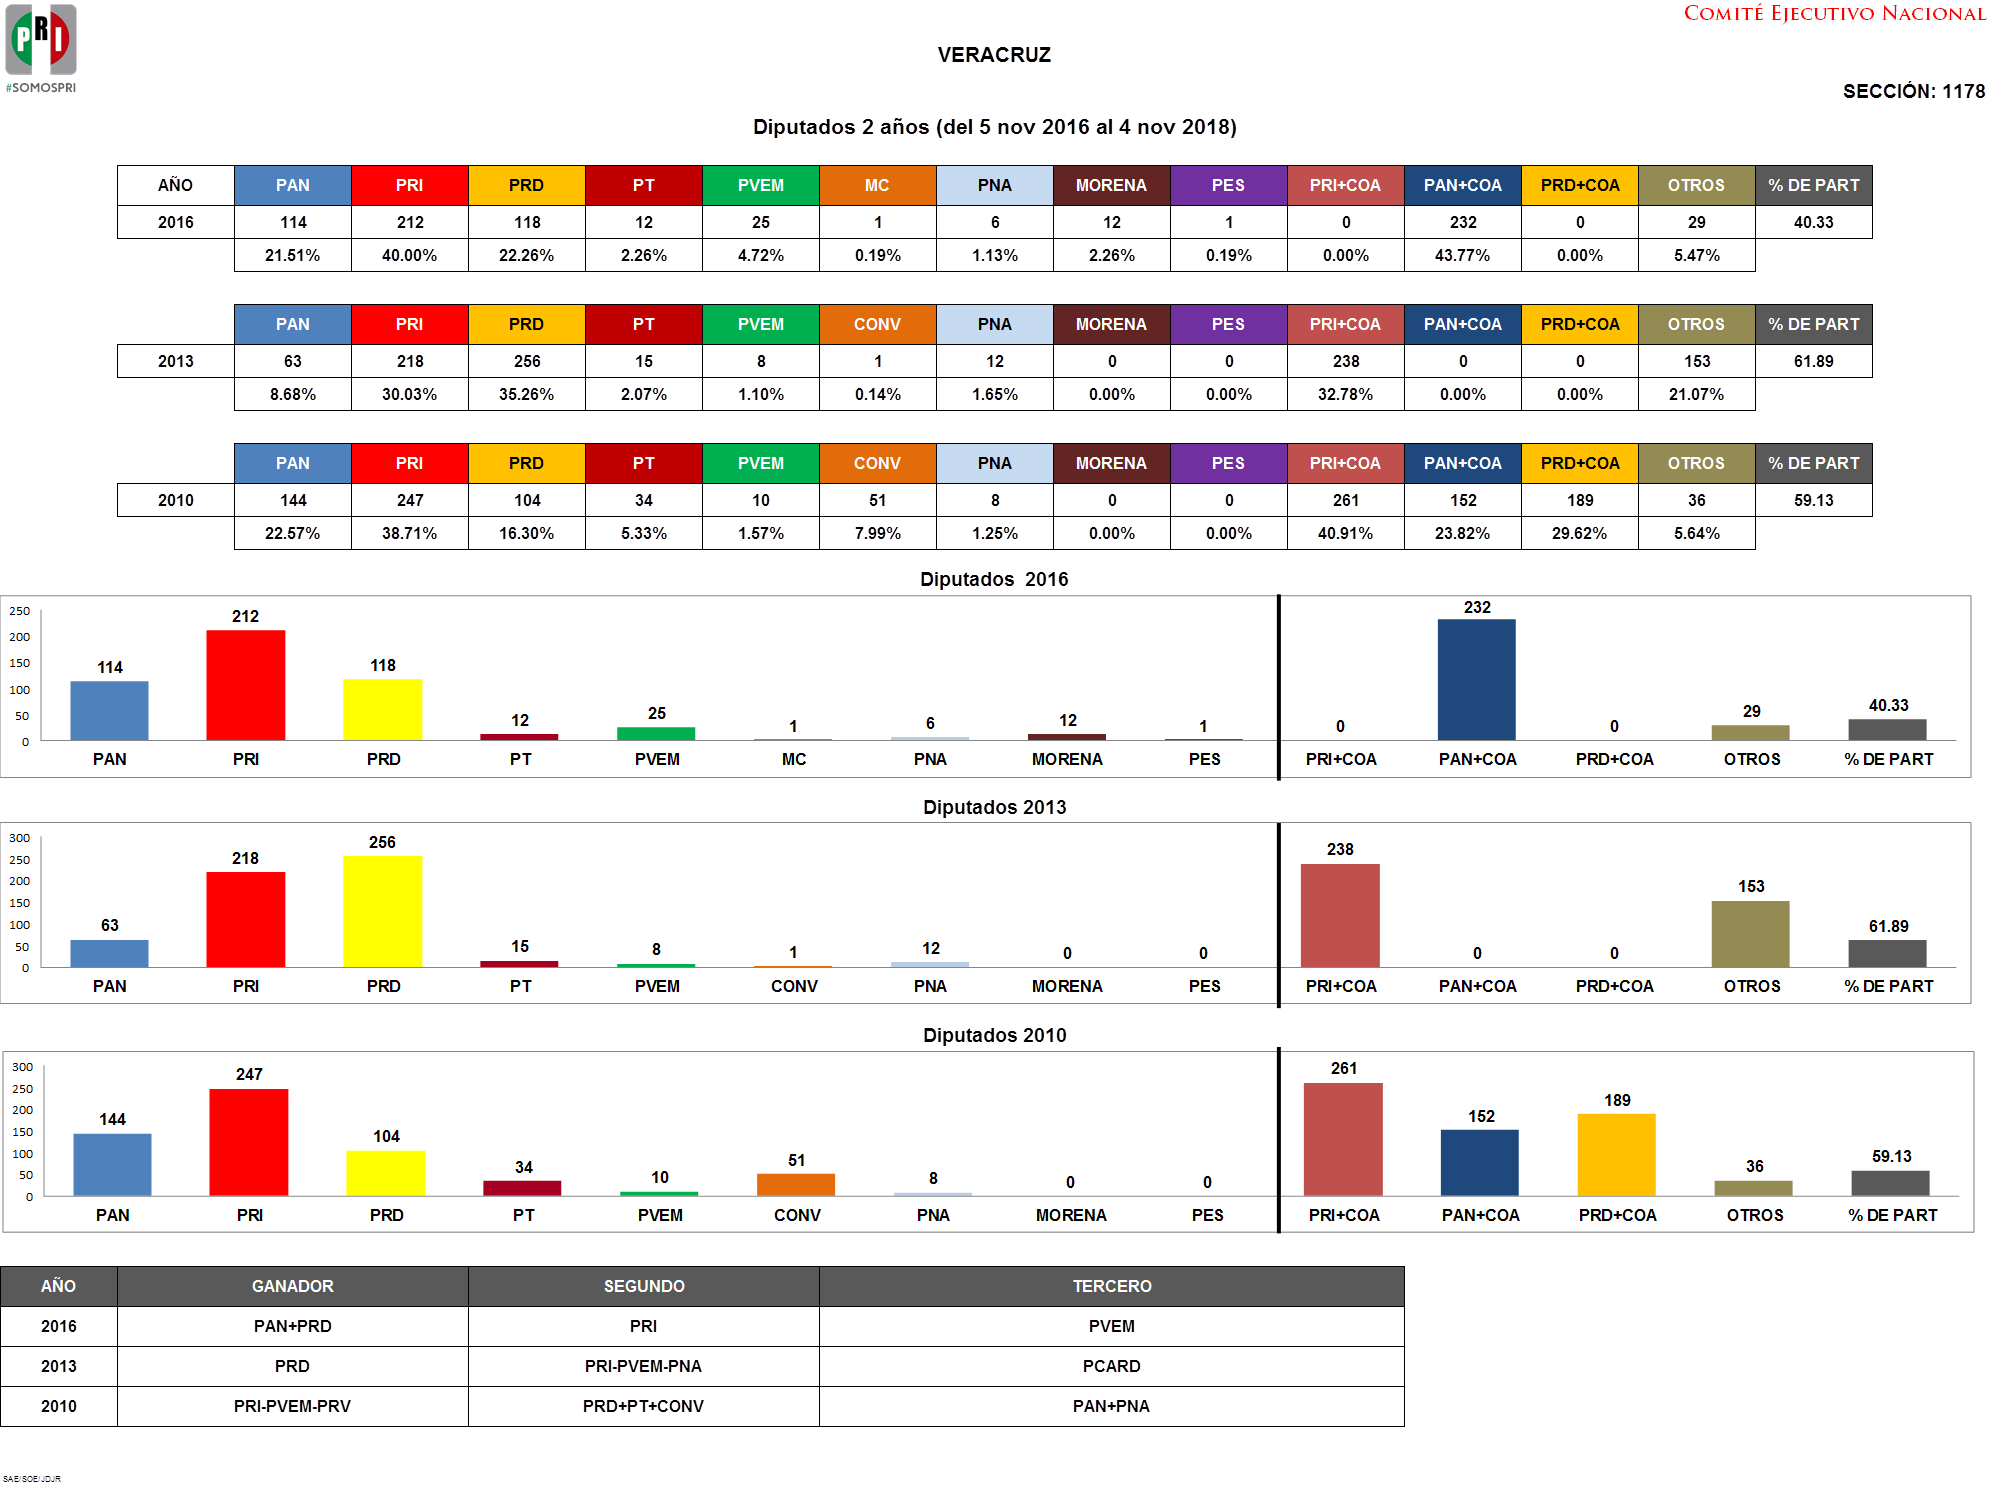 PRI
#SOMOSPRI
COMITÉ EJECUTIVO NACIONAL
VERACRUZ
SECCIÓN: 1178
Diputados 2 años (del 5 nov 2016 al 4 nov 2018)
AÑO PAN PRI PRD PT PVEM MC PNA MORENA PES PRI+COA PAN+COA PRD+COA OTROS % DE PART
2016 114 212 118 12 25 1 6 12 1 0 232 0 29 40.33
21.51% 40.00% 22.26% 2.26% 4.72% 0.19% 1.13% 2.26% 0.19% 0.00% 43.77% 0.00% 5.47%
PAN PRI PRD PT PVEM CONV PNA MORENA PES PRI+COA PAN+COA PRD+COA OTROS % DE PART
2013 63 218 256 15 8 1 12 0 0 238 0 0 153 61.89
8.68% 30.03% 35.26% 2.07% 1.10% 0.14% 1.65% 0.00% 0.00% 32.78% 0.00% 0.00% 21.07%
PAN PRI PRD PT PVEM CONV PNA MORENA PES PRI+COA PAN+COA PRD+COA OTROS % DE PART
2010 144 247 104 34 10 51 8 0 0 261 152 189 36 59.13
22.57% 38.71% 16.30% 5.33% 1.57% 7.99% 1.25% 0.00% 0.00% 40.91% 23.82% 29.62% 5.64%
Diputados 2016
250
200
150
100
50
0
114 212 118 12 25 1 6 12 1 0 232 0 29 40.33
PAN PRI PRD PT PVEM MC PNA MORENA PES PRI+COA PAN+COA PRD+COA OTROS % DE PART
Diputados 2013
300
250
200
150
100
50
0
63 218 256 15 8 1 12 0 0 238 0 0 153 61.89
PAN PRI PRD PT PVEM CONV PNA MORENA PES PRI+COA PAN+COA PRD+COA OTROS % DE PART
Diputados 2010
300
250
200
150
100
50
0
144 247 104 34 10 51 8 0 0 261 152 189 36 59.13
PAN PRI PRD PT PVEM CONV PNA MORENA PES PRI+COA PAN+COA PRD+COA OTROS % DE PART
AÑO GANADOR SEGUNDO TERCERO
2016 PAN+PRD PRI PVEM
2013 PRD PRI-PVEM-PNA PCARD
2010 PRI-PVEM-PRV PRD+PT+CONV PAN+PNA
SAE/SOE/JDJR